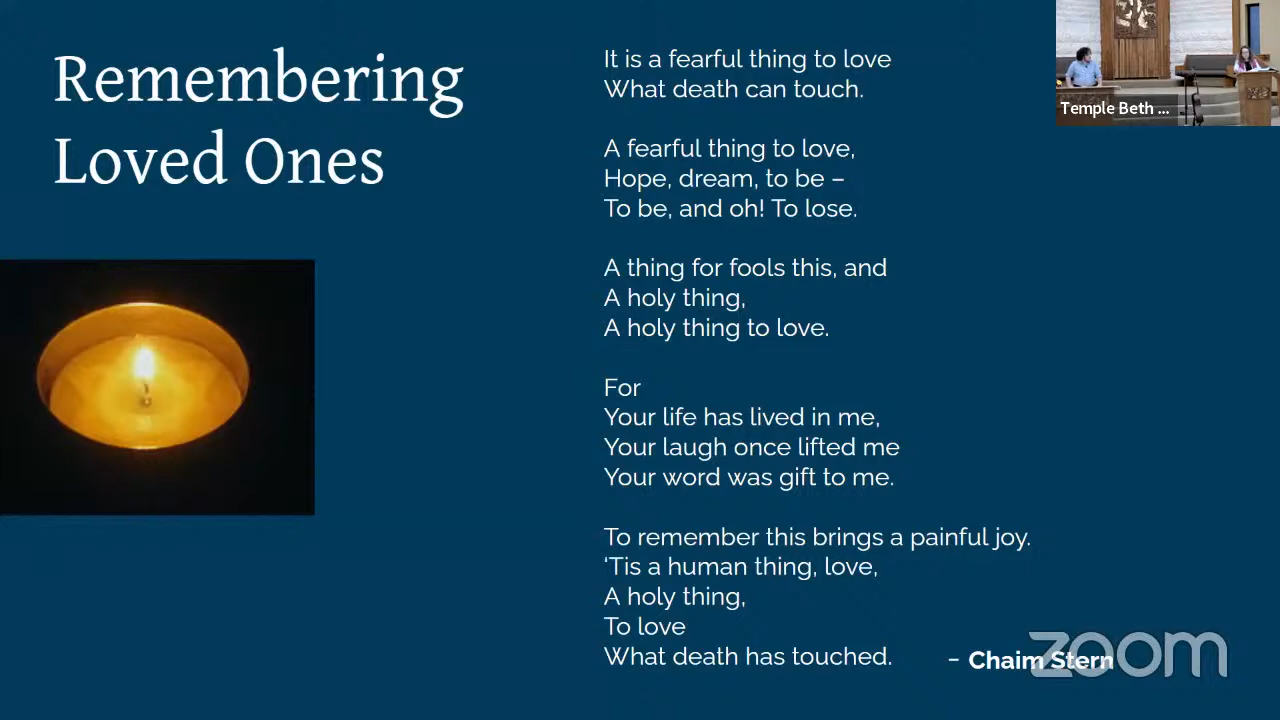 Remembering
Loved Ones
It is a fearful thing to love
What death can touch.
A fearful thing to love,
Hope, dream, to be –
To be, and oh! To lose.
A thing for fools this, and
A holy thing,
A holy thing to love.
For
Your life has lived in me,
Your laugh once lifted me
Your word was gift to me.
To remember this brings a painful joy.
‘Tis a human thing, love,
A holy thing,
To love
What death has touched.
– Chaim Stern
Temple Beth ...
zoom